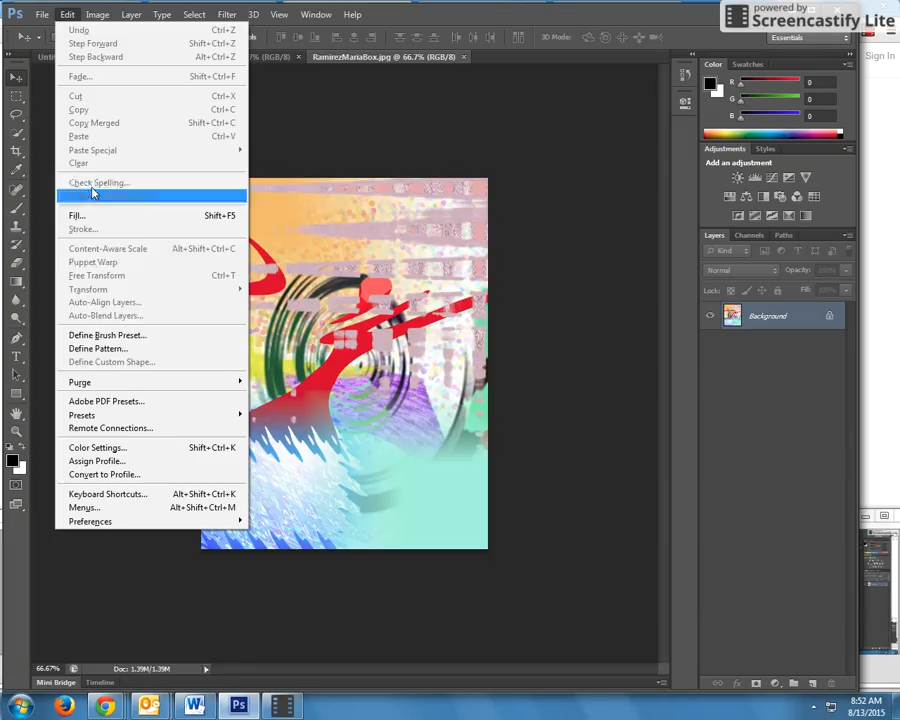 Ps File Edit Image Layer Type Select Filter 3D View Window Help
powered by
Screencastify Lite
Sign In
3D Mode:
Essentials
RamirezMariaBox.jpg @ 66.7% (RGB/8) ×
Undo Ctrl+Z
Step Forward Shift+Ctrl+Z
Step Backward Alt+Ctrl+Z
Fade... Shift+Ctrl+F
Cut Ctrl+X
Copy Ctrl+C
Copy Merged Shift+Ctrl+C
Paste Ctrl+V
Paste Special
Clear
Check Spelling...
Fill... Shift+F5
Stroke...
Content-Aware Scale Alt+Shift+Ctrl+C
Puppet Warp
Free Transform Ctrl+T
Transform
Auto-Align Layers...
Auto-Blend Layers...
Define Brush Preset...
Define Pattern...
Define Custom Shape...
Purge
Adobe PDF Presets...
Presets
Remote Connections...
Color Settings... Shift+Ctrl+K
Assign Profile...
Convert to Profile...
Keyboard Shortcuts... Alt+Shift+Ctrl+K
Menus... Alt+Shift+Ctrl+M
Preferences
Color Swatches
R 0
G 0
B 0
Adjustments Styles
Add an adjustment
Layers Channels Paths
Kind
Normal Opacity: 100%
Lock: Fill: 100%
Background
66.67% Doc: 1.39M/1.39M
Mini Bridge Timeline
8:52 AM
8/13/2015